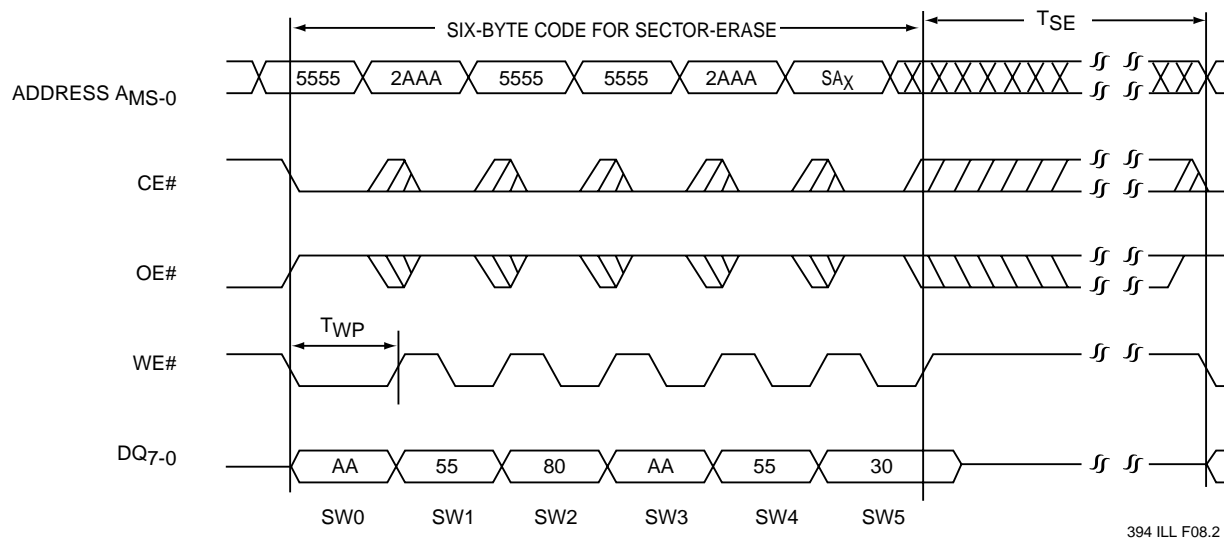 SIX-BYTE CODE FOR SECTOR-ERASE TSE
ADDRESS AMS-0 5555 2AAA 5555 5555 2AAA SAX
CE#
OE#
TWP
WE#
DQ7-0 AA 55 80 AA 55 30
SW0 SW1 SW2 SW3 SW4 SW5
394 ILL F08.2